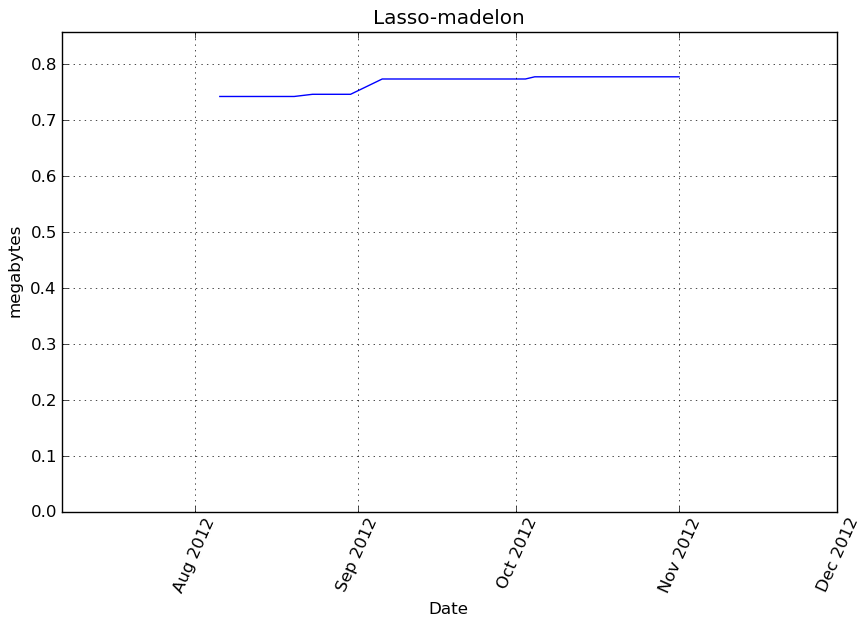 Lasso-madelon
0.8
0.7
0.6
0.5
0.4
0.3
0.2
0.1
0.0
megabytes
Aug 2012
Sep 2012
Oct 2012
Nov 2012
Dec 2012
Date